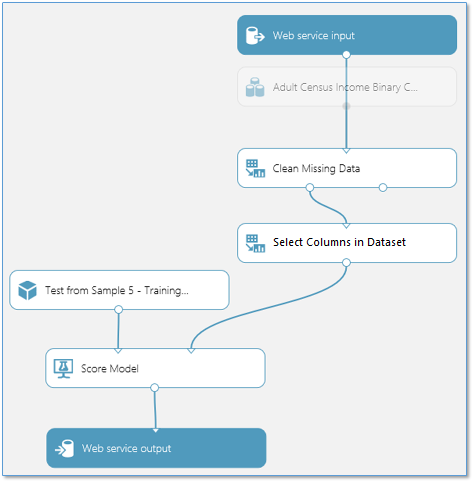 Web service input
Adult Census Income Binary C...
Clean Missing Data
Select Columns in Dataset
Test from Sample 5 - Training...
Score Model
Web service output